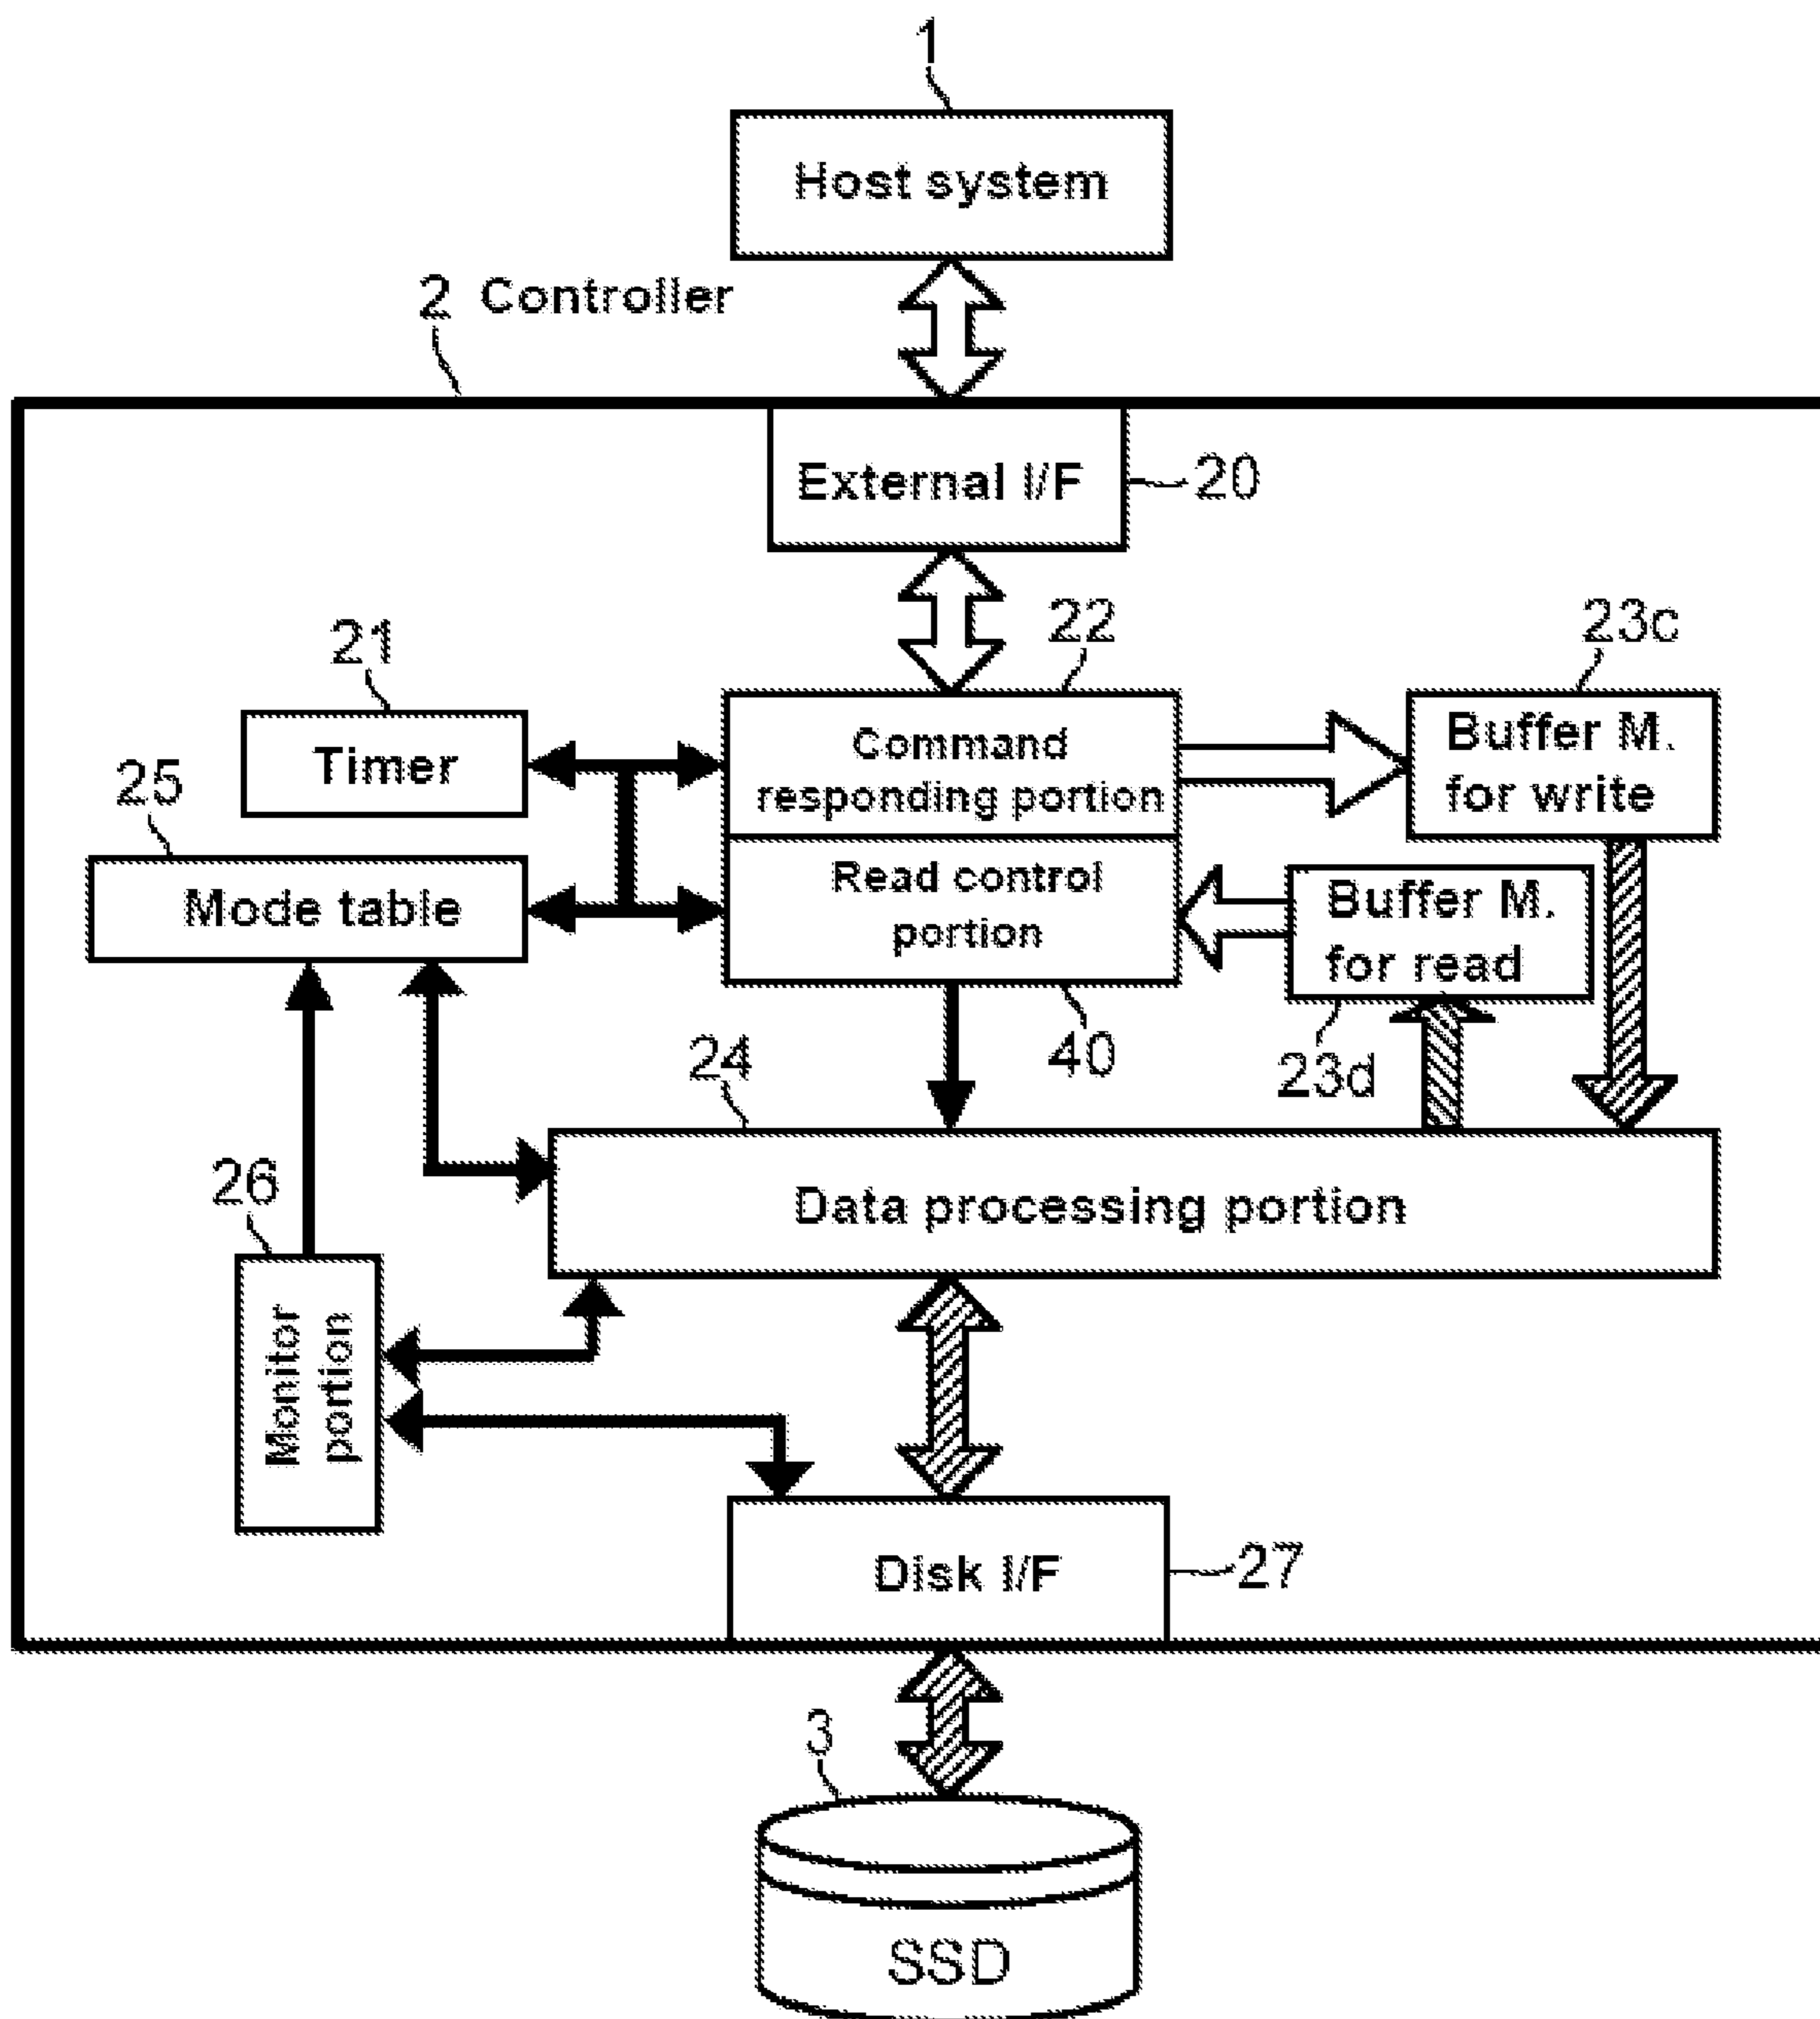 1
Host system
2 Controller
External I/F
20
21
22
23c
Timer
Command
responding portion
Buffer M.
for write
25
Mode table
Read control
portion
Buffer M.
for read
24
40
23d
26
Data processing portion
Monitor
portion
Disk I/F
27
3
SSD